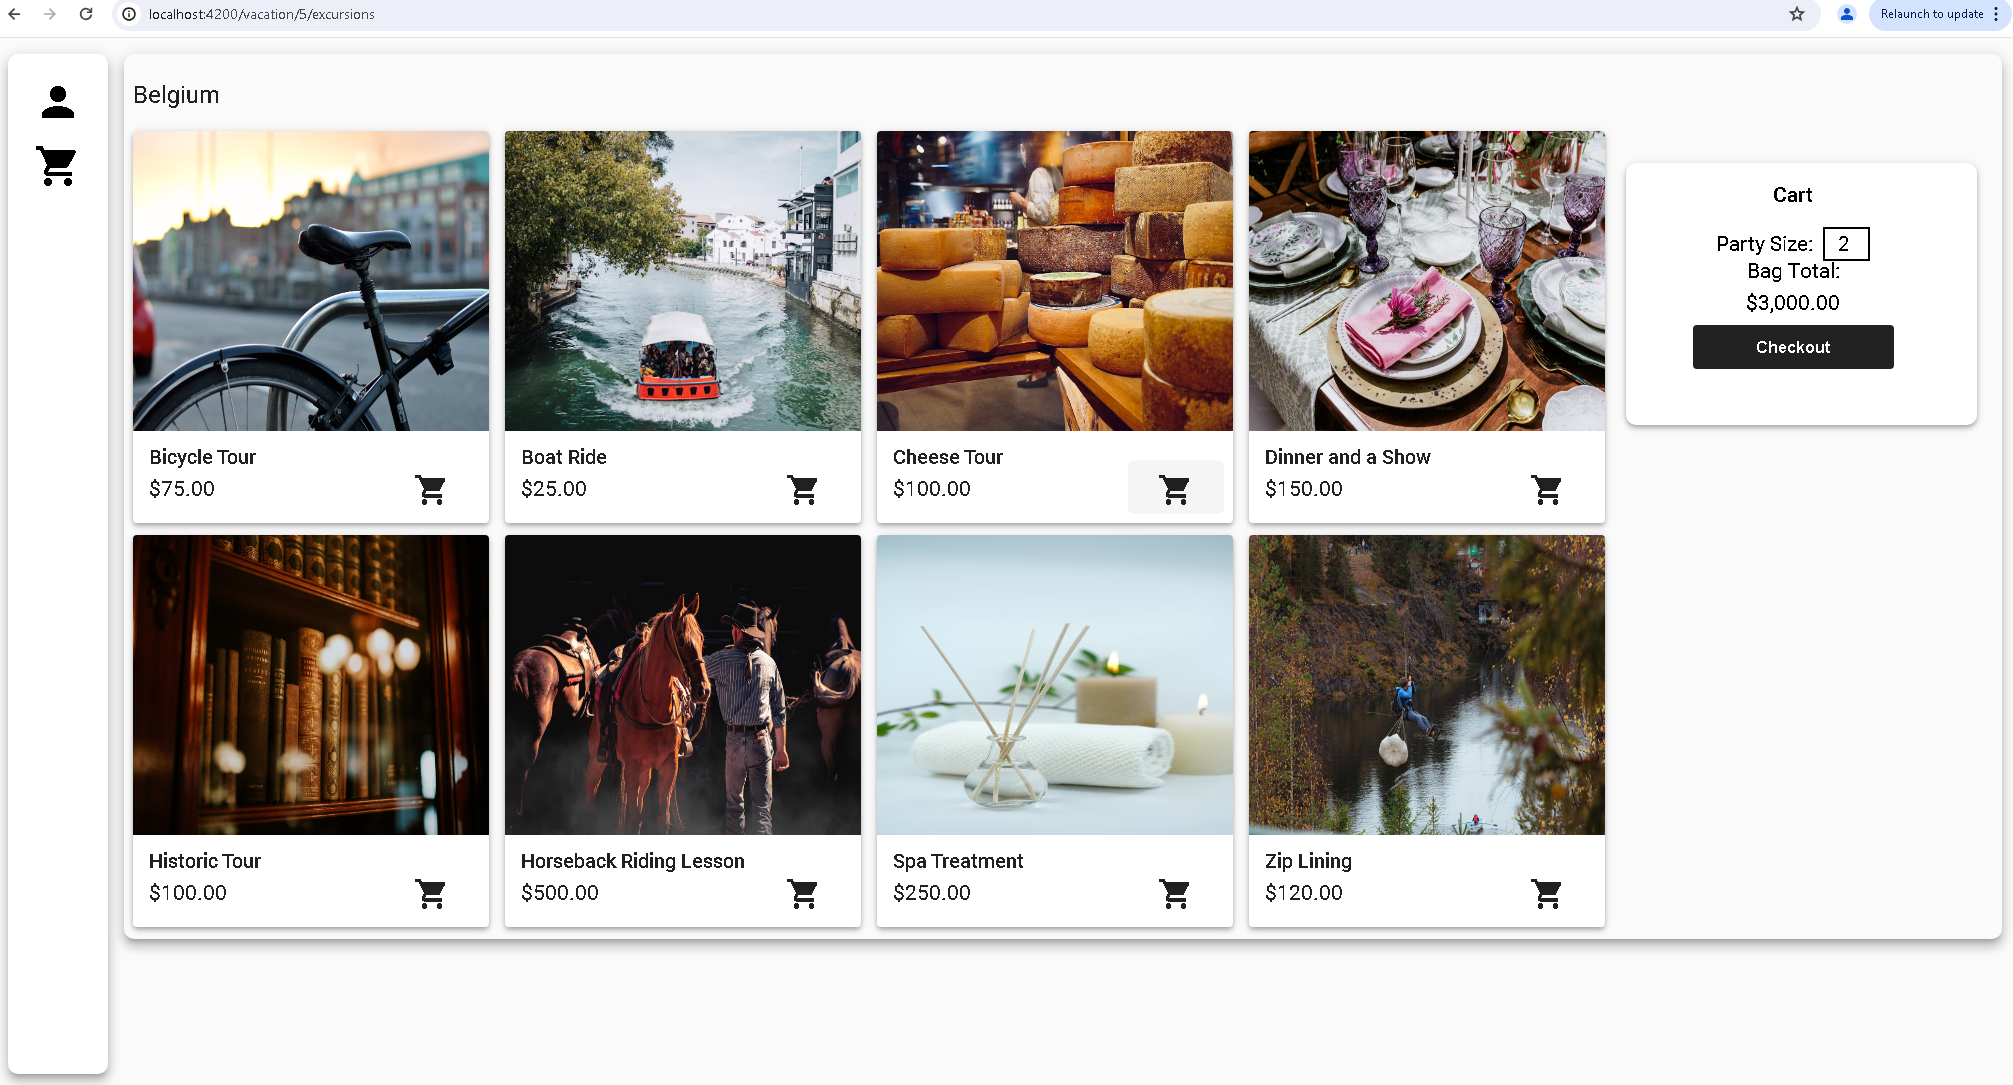 localhost:4200/vacation/5/excursions
Relaunch to update
Belgium
Cart
Party Size: 2
Bag Total:
$3,000.00
Checkout
Bicycle Tour
$75.00
Boat Ride
$25.00
Cheese Tour
$100.00
Dinner and a Show
$150.00
Historic Tour
$100.00
Horseback Riding Lesson
$500.00
Spa Treatment
$250.00
Zip Lining
$120.00